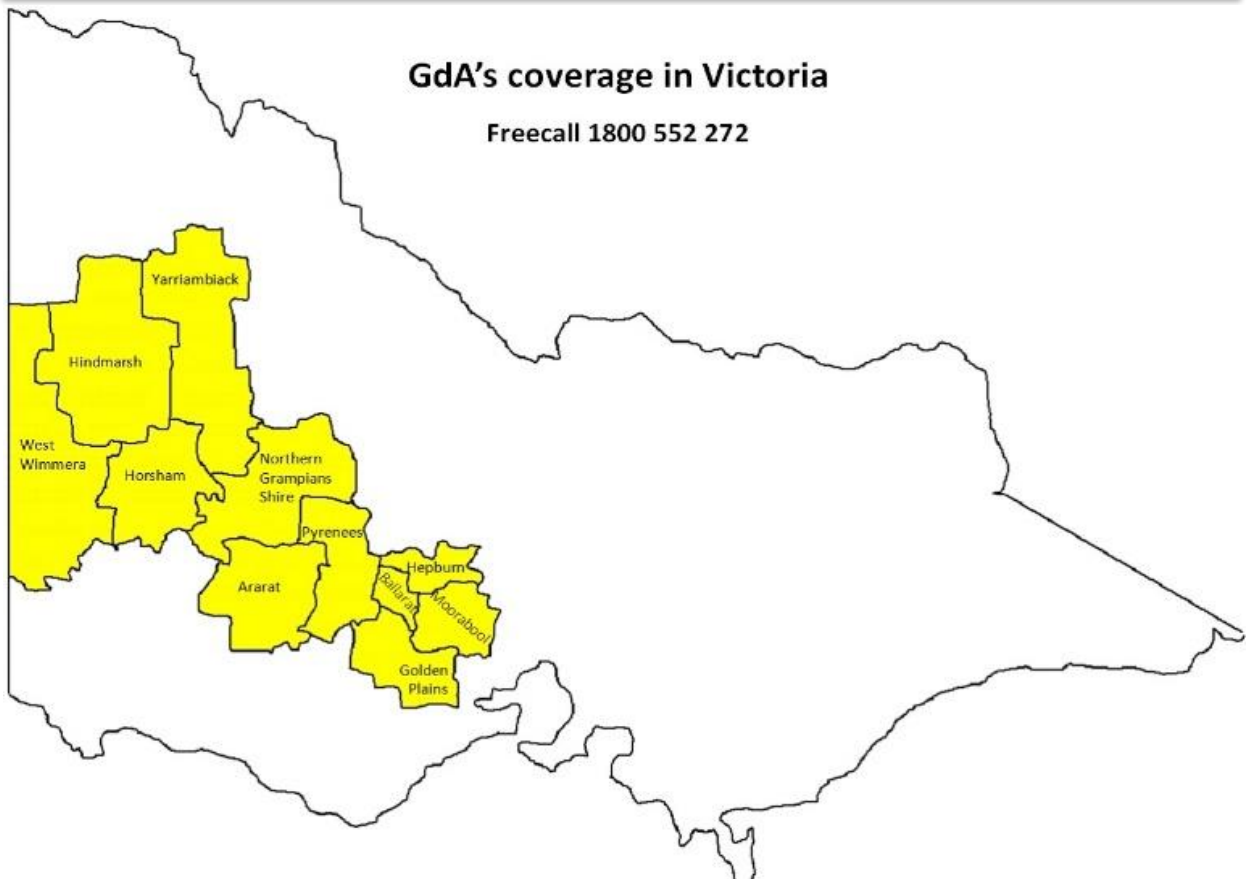 GdA's coverage in Victoria
Freecall 1800 552 272
Yarriambiack
Hindmarsh
West
Wimmera
Horsham
Northern
Grampians
Shire
Pyrenees
Hepburn
Ararat
Ballarat
Moorabool
Golden
Plains